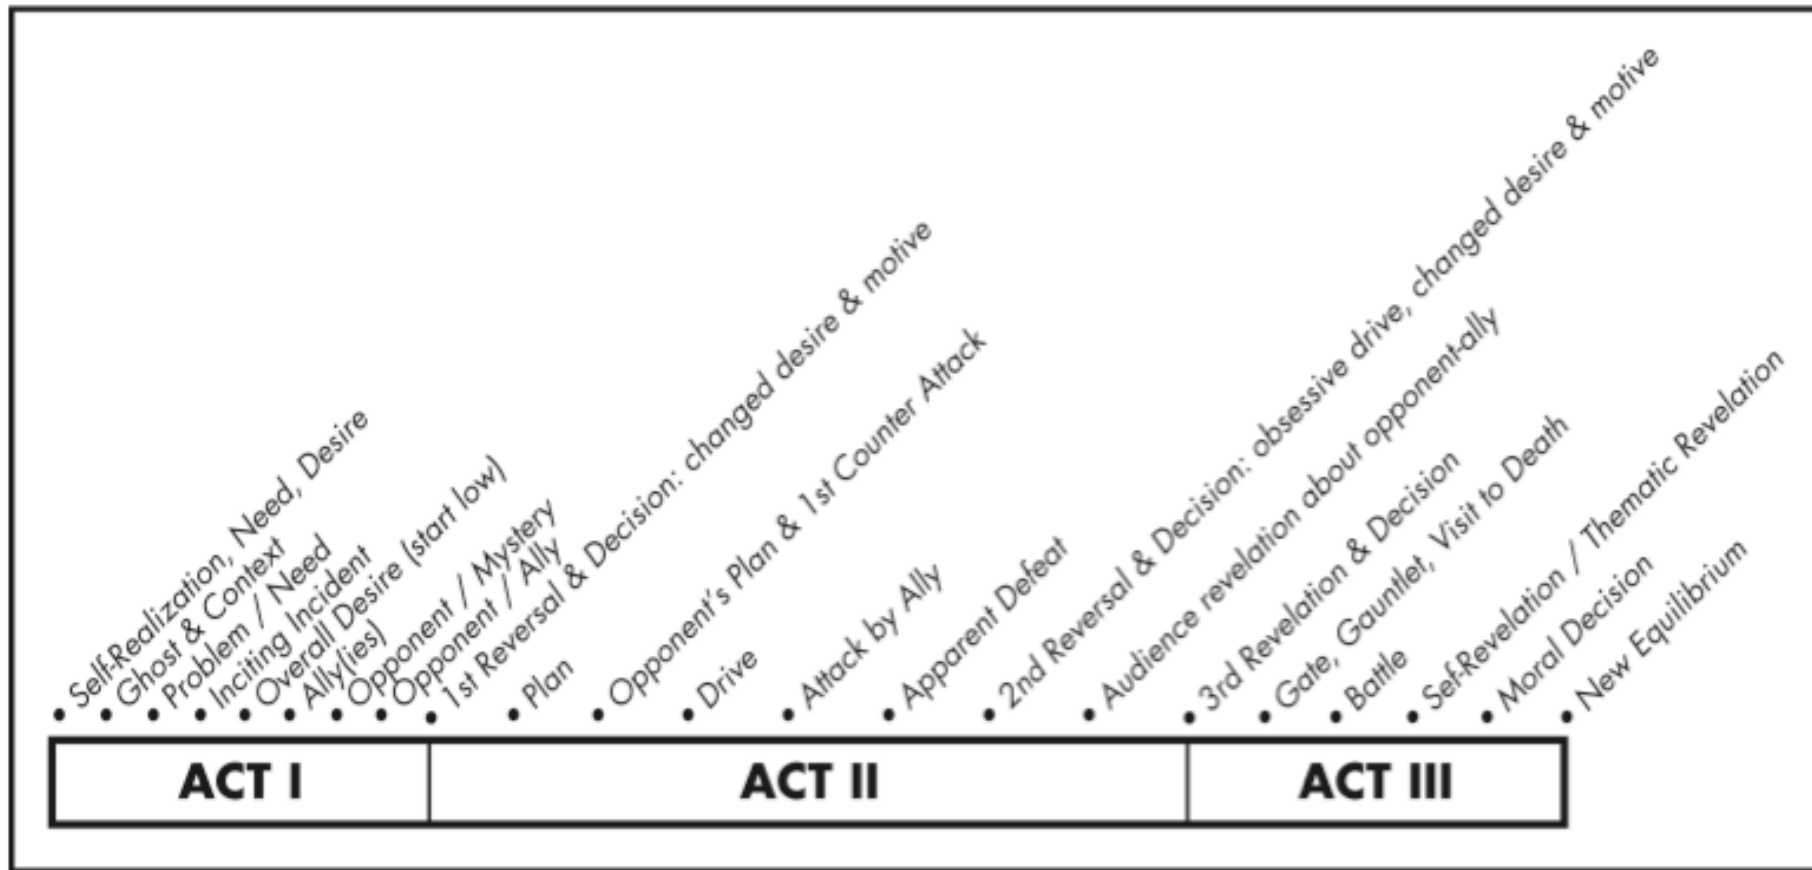 Self-Realization, Need, Desire
Ghost & Context
Problem / Need
Inciting Incident
Overall Desire (start low)
Ally(ies)
Opponent / Mystery
Opponent / Ally
1st Reversal & Decision: changed desire & motive
Plan
Opponent's Plan & 1st Counter Attack
Drive
Attack by Ally
Apparent Defeat
2nd Reversal & Decision: obsessive drive, changed desire & motive
Audience revelation about opponent-ally
3rd Revelation & Decision
Gate, Gauntlet, Visit to Death
Battle
Sef-Revelation / Thematic Revelation
Moral Decision
New Equilibrium
ACT I
ACT II
ACT III